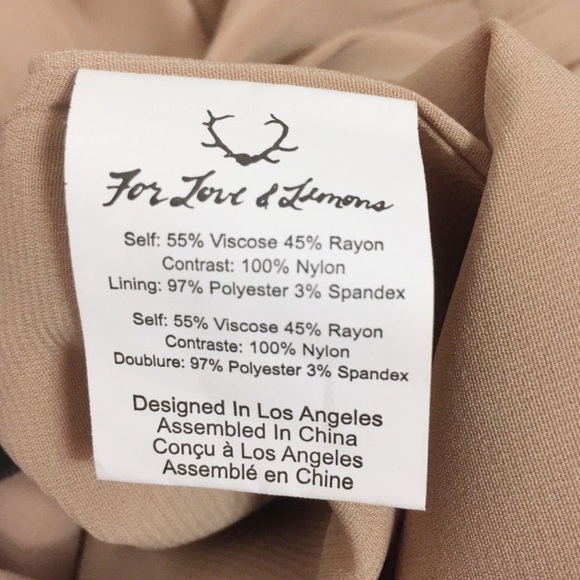 For Love & Lemons
Self: 55% Viscose 45% Rayon
Contrast: 100% Nylon
Lining: 97% Polyester 3% Spandex
Self: 55% Viscose 45% Rayon
Contraste: 100% Nylon
Doublure: 97% Polyester 3% Spandex
Designed In Los Angeles
Assembled In China
Conçu à Los Angeles
Assemblé en Chine